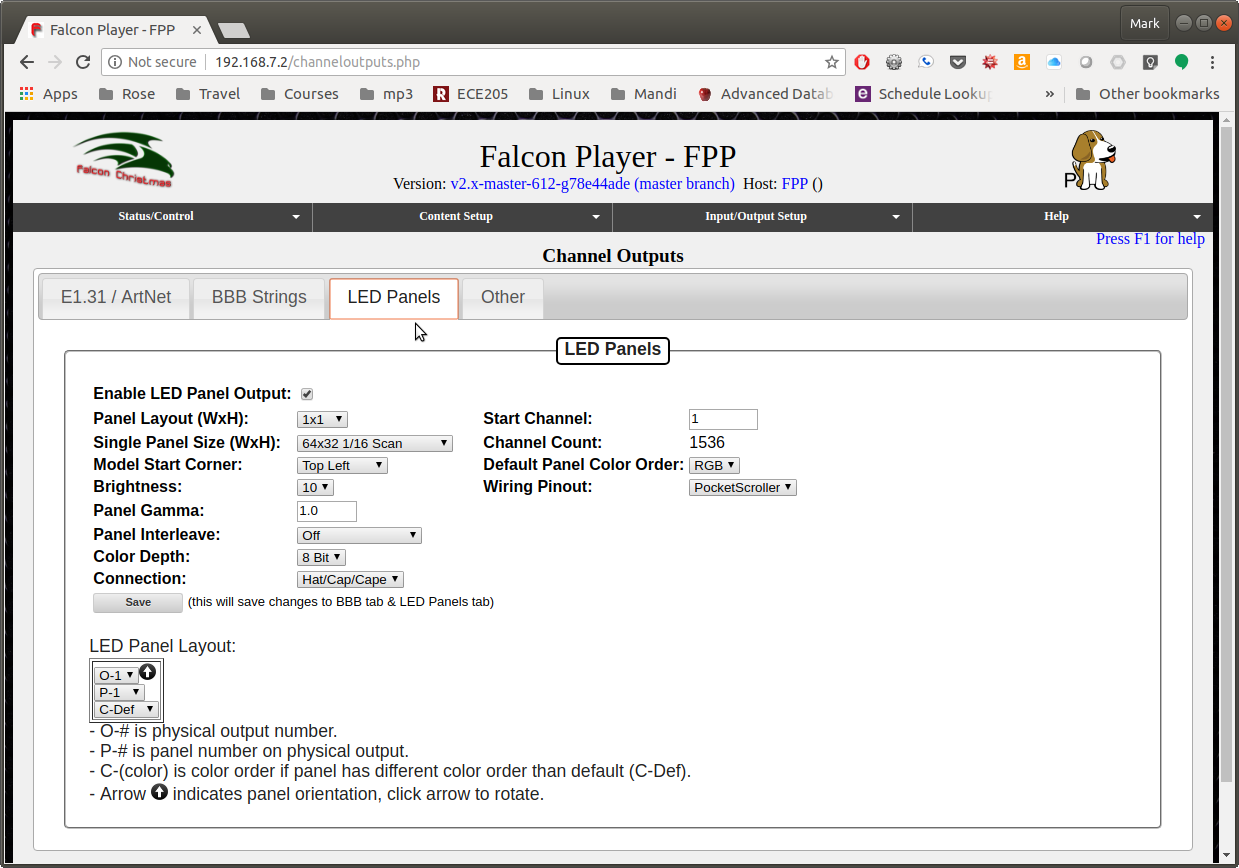 Falcon Player - FPP
Mark
Not secure 192.168.7.2/channeloutputs.php
Apps Rose Travel Courses mp3 ECE205 Linux Mandi Advanced Datab Schedule Looku » Other bookmarks
Falcon Christmas
Falcon Player - FPP
Version: v2.x-master-612-g78e44ade (master branch) Host: FPP ()
P
Status/Control Content Setup Input/Output Setup Help
Press F1 for help
Channel Outputs
E1.31 / ArtNet BBB Strings LED Panels Other
LED Panels
Enable LED Panel Output:
Panel Layout (WxH): 1x1 Start Channel: 1
Single Panel Size (WxH): 64x32 1/16 Scan Channel Count: 1536
Model Start Corner: Top Left Default Panel Color Order: RGB
Brightness: 10 Wiring Pinout: PocketScroller
Panel Gamma: 1.0
Panel Interleave: Off
Color Depth: 8 Bit
Connection: Hat/Cap/Cape
Save (this will save changes to BBB tab & LED Panels tab)
LED Panel Layout:
O-1
P-1
C-Def
- O-# is physical output number.
- P-# is panel number on physical output.
- C-(color) is color order if panel has different color order than default (C-Def).
- Arrow indicates panel orientation, click arrow to rotate.